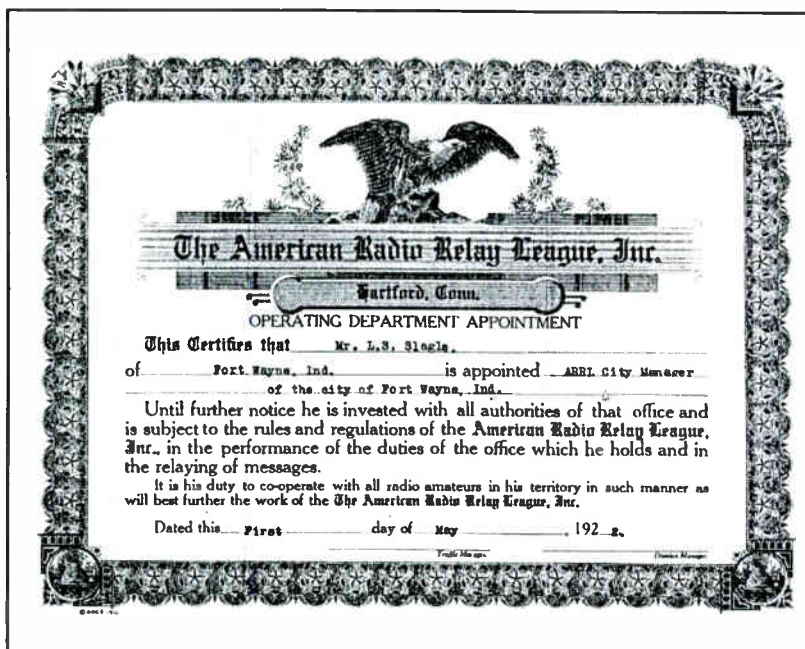 The American Radio Relay League, Inc.
Hartford, Conn.
OPERATING DEPARTMENT APPOINTMENT
This Certifies that Mr. L.S. Slagle.
of Fort Wayne, Ind. is appointed ARRL City Manager
of the city of Fort Wayne, Ind.
Until further notice he is invested with all authorities of that office and
is subject to the rules and regulations of the American Radio Relay League,
Inc., in the performance of the duties of the office which he holds and in
the relaying of messages.
It is his duty to co-operate with all radio amateurs in his territory in such manner as
will best further the work of the The American Radio Relay League, Inc.
Dated this First day of May , 192 2.
Traffic Manager. Division Manager